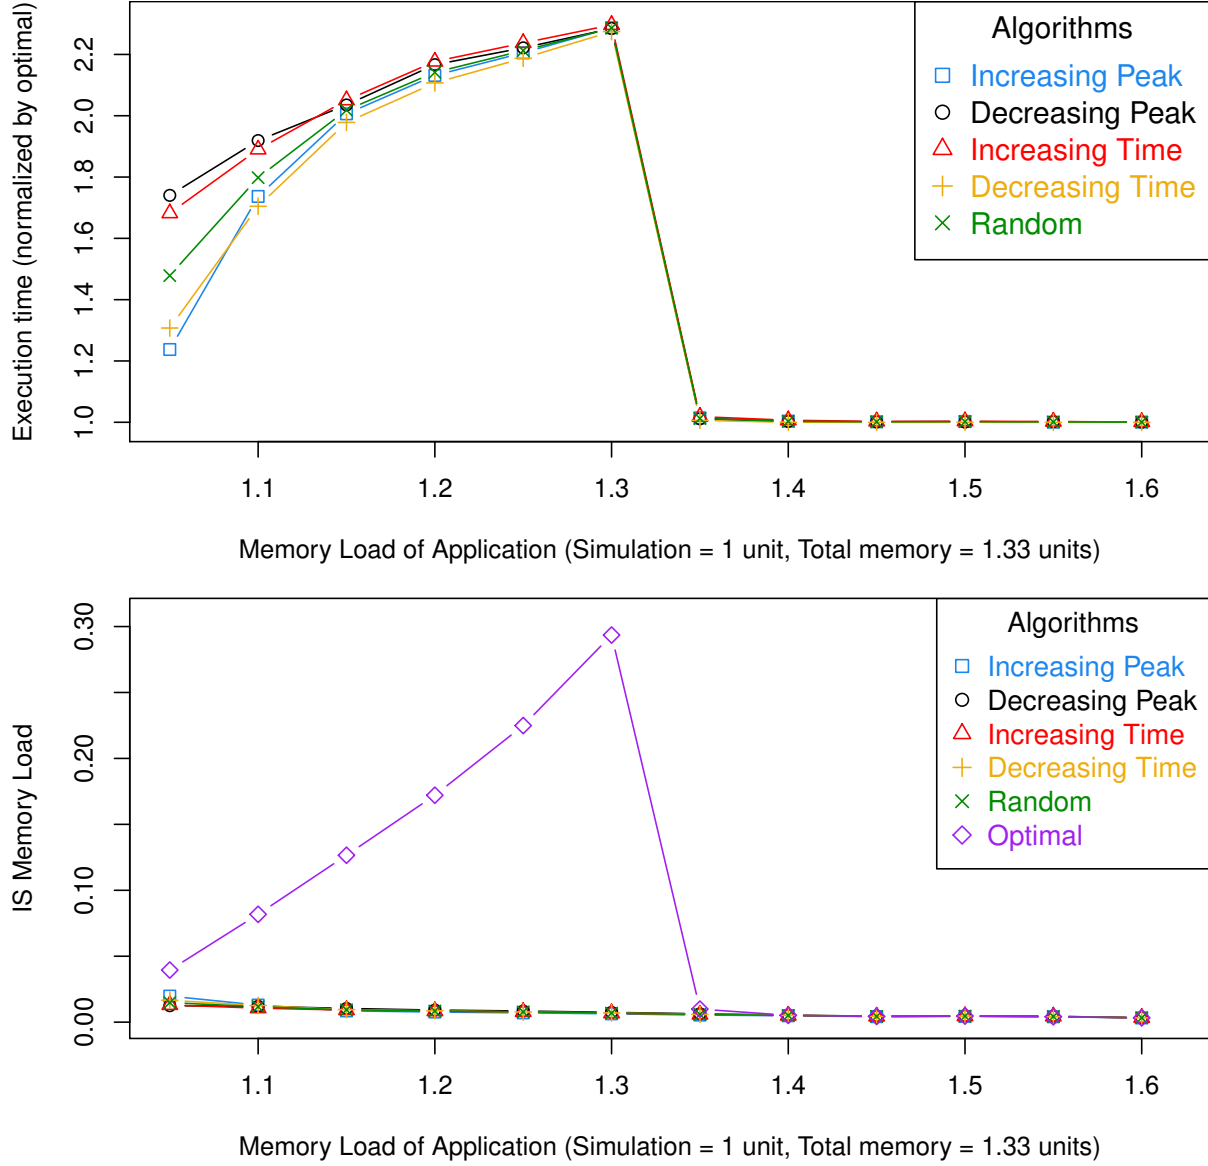 Execution time (normalized by optimal)
1.0
1.2
1.4
1.6
1.8
2.0
2.2
Algorithms
Increasing Peak
Decreasing Peak
Increasing Time
Decreasing Time
Random
1.1
1.2
1.3
1.4
1.5
1.6
Memory Load of Application (Simulation = 1 unit, Total memory = 1.33 units)
IS Memory Load
0.00
0.10
0.20
0.30
Algorithms
Increasing Peak
Decreasing Peak
Increasing Time
Decreasing Time
Random
Optimal
1.1
1.2
1.3
1.4
1.5
1.6
Memory Load of Application (Simulation = 1 unit, Total memory = 1.33 units)